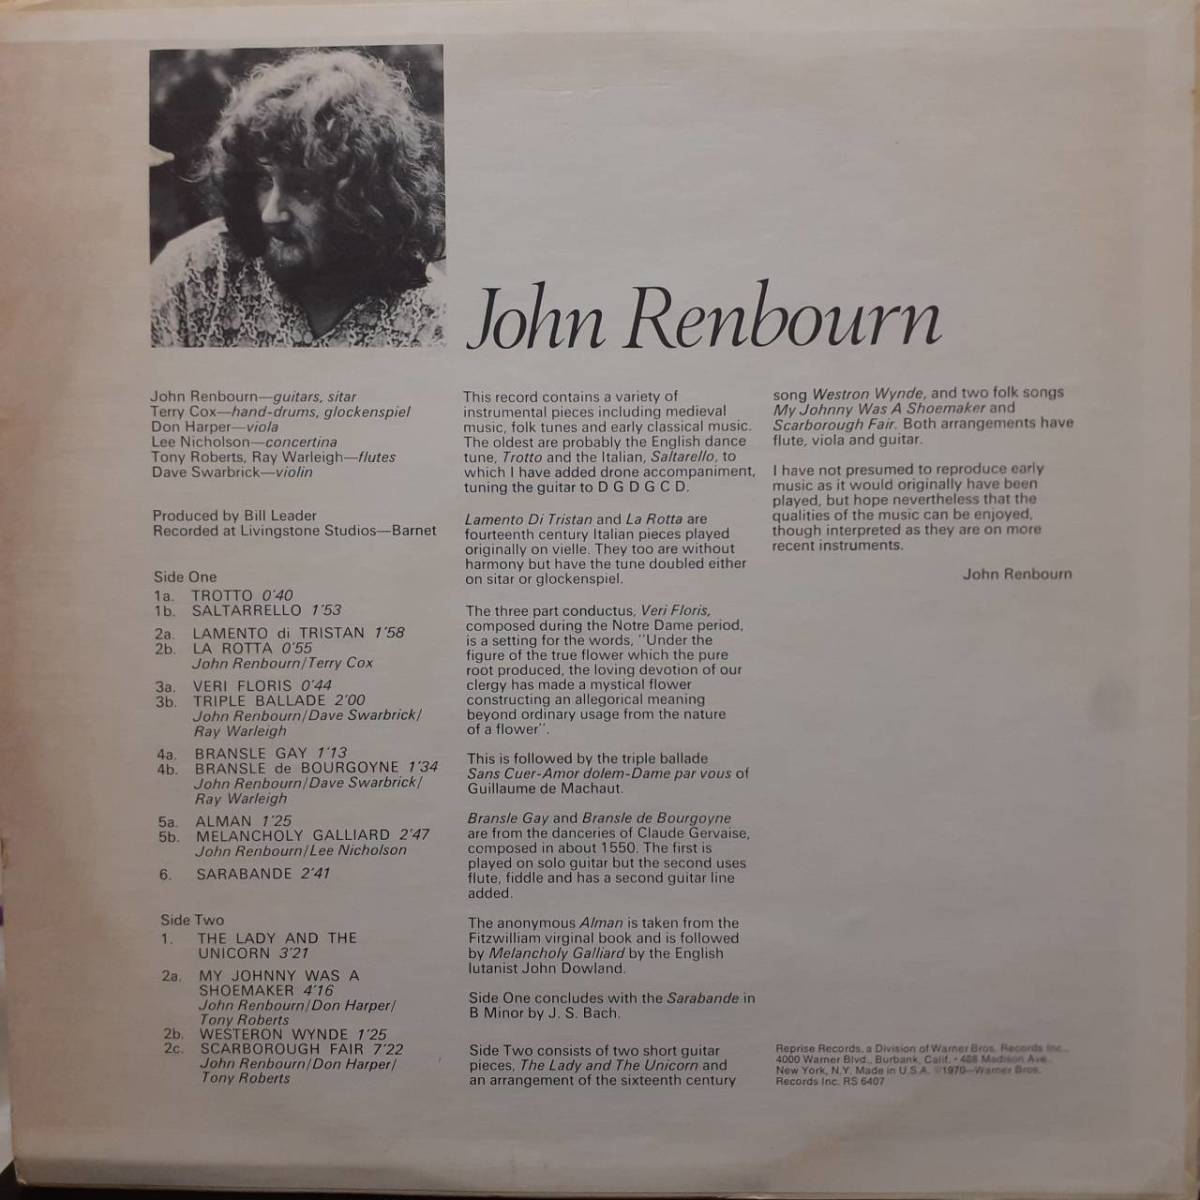 John Renbourn
John Renbourn—guitars, sitar
Terry Cox—hand-drums, glockenspiel
Don Harper—viola
Lee Nicholson—concertina
Tony Roberts, Ray Warleigh—flutes
Dave Swarbrick—violin
Produced by Bill Leader
Recorded at Livingstone Studios—Barnet
Side One
1a. TROTTO 0'40
1b. SALTARRELLO 1'53
2a. LAMENTO di TRISTAN 1'58
2b. LA ROTTA 0'55
John Renbourn/Terry Cox
3a. VERI FLORIS 0'44
3b. TRIPLE BALLADE 2'00
John Renbourn/Dave Swarbrick/
Ray Warleigh
4a. BRANSLE GAY 1'13
4b. BRANSLE de BOURGOYNE 1'34
John Renbourn/Dave Swarbrick/
Ray Warleigh
5a. ALMAN 1'25
5b. MELANCHOLY GALLIARD 2'47
John Renbourn/Lee Nicholson
6. SARABANDE 2'41
Side Two
1. THE LADY AND THE
UNICORN 3'21
2a. MY JOHNNY WAS A
SHOEMAKER 4'16
John Renbourn/Don Harper/
Tony Roberts
2b. WESTERON WYNDE 1'25
2c. SCARBOROUGH FAIR 7'22
John Renbourn/Don Harper/
Tony Roberts
This record contains a variety of
instrumental pieces including medieval
music, folk tunes and early classical music.
The oldest are probably the English dance
tune, Trotto and the Italian, Saltarello, to
which I have added drone accompaniment,
tuning the guitar to D G D G C D.
Lamento Di Tristan and La Rotta are
fourteenth century Italian pieces played
originally on vielle. They too are without
harmony but have the tune doubled either
on sitar or glockenspiel.
The three part conductus, Veri Floris,
composed during the Notre Dame period,
is a setting for the words, "Under the
figure of the true flower which the pure
root produced, the loving devotion of our
clergy has made a mystical flower
constructing an allegorical meaning
beyond ordinary usage from the nature
of a flower".
This is followed by the triple ballade
Sans Cuer-Amor dolem-Dame par vous of
Guillaume de Machaut.
Bransle Gay and Bransle de Bourgoyne
are from the danceries of Claude Gervaise,
composed in about 1550. The first is
played on solo guitar but the second uses
flute, fiddle and has a second guitar line
added.
The anonymous Alman is taken from the
Fitzwilliam virginal book and is followed
by Melancholy Galliard by the English
lutanist John Dowland.
Side One concludes with the Sarabande in
B Minor by J. S. Bach.
Side Two consists of two short guitar
pieces, The Lady and The Unicorn and
an arrangement of the sixteenth century
song Westron Wynde, and two folk songs
My Johnny Was A Shoemaker and
Scarborough Fair. Both arrangements have
flute, viola and guitar.
I have not presumed to reproduce early
music as it would originally have been
played, but hope nevertheless that the
qualities of the music can be enjoyed,
though interpreted as they are on more
recent instruments.
John Renbourn
Reprise Records, a Division of Warner Bros. Records Inc.,
4000 Warner Blvd., Burbank, Calif. • 488 Madison Ave.,
New York, N.Y. Made in U.S.A. ©1970—Warner Bros.
Records Inc. RS 6407